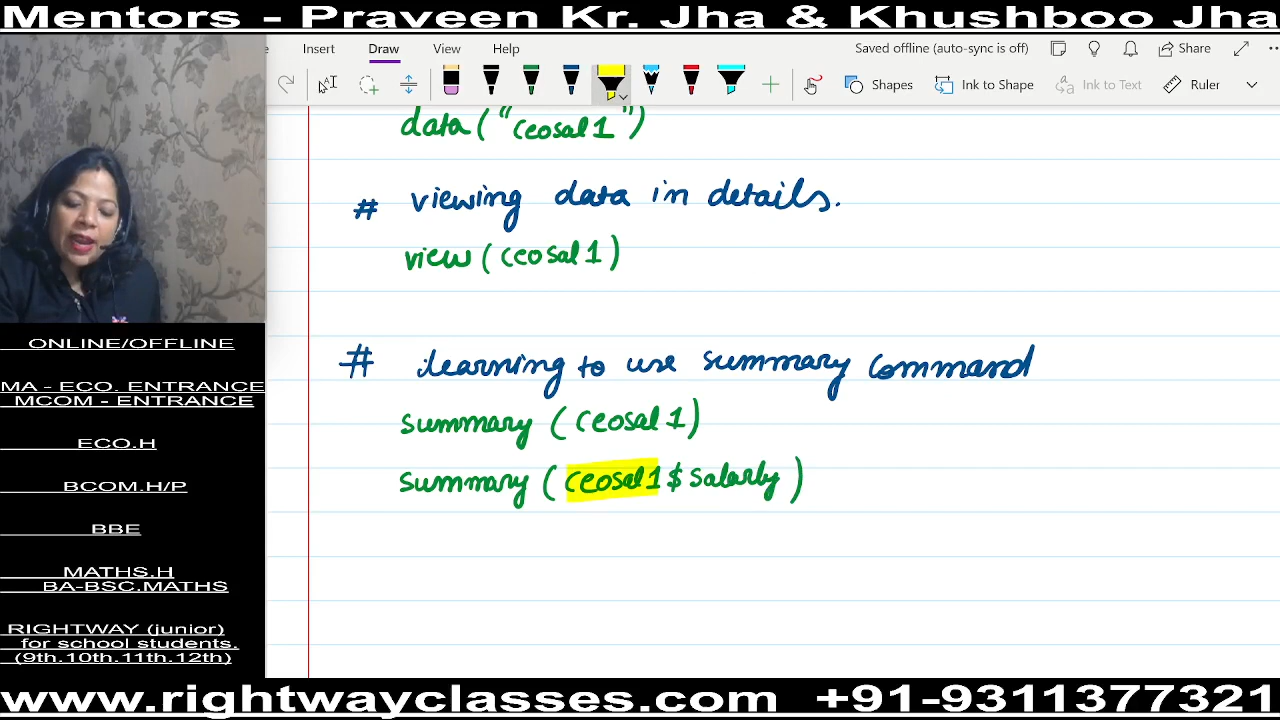 Mentors - Praveen Kr. Jha & Khushboo Jha
Insert Draw View Help
Saved offline (auto-sync is off) Share
Shapes Ink to Shape Ink to Text Ruler
data("ceosal1")
# viewing data in details.
view(ceosal1)
# learning to use summary command
summary (ceosal1)
summary (ceosal1$salarly)
ONLINE/OFFLINE
MA - ECO. ENTRANCE
MCOM - ENTRANCE
ECO.H
BCOM.H/P
BBE
MATHS.H
BA-BSC.MATHS
RIGHTWAY (junior)
for school students.
(9th.10th.11th.12th)
www.rightwayclasses.com +91-9311377321